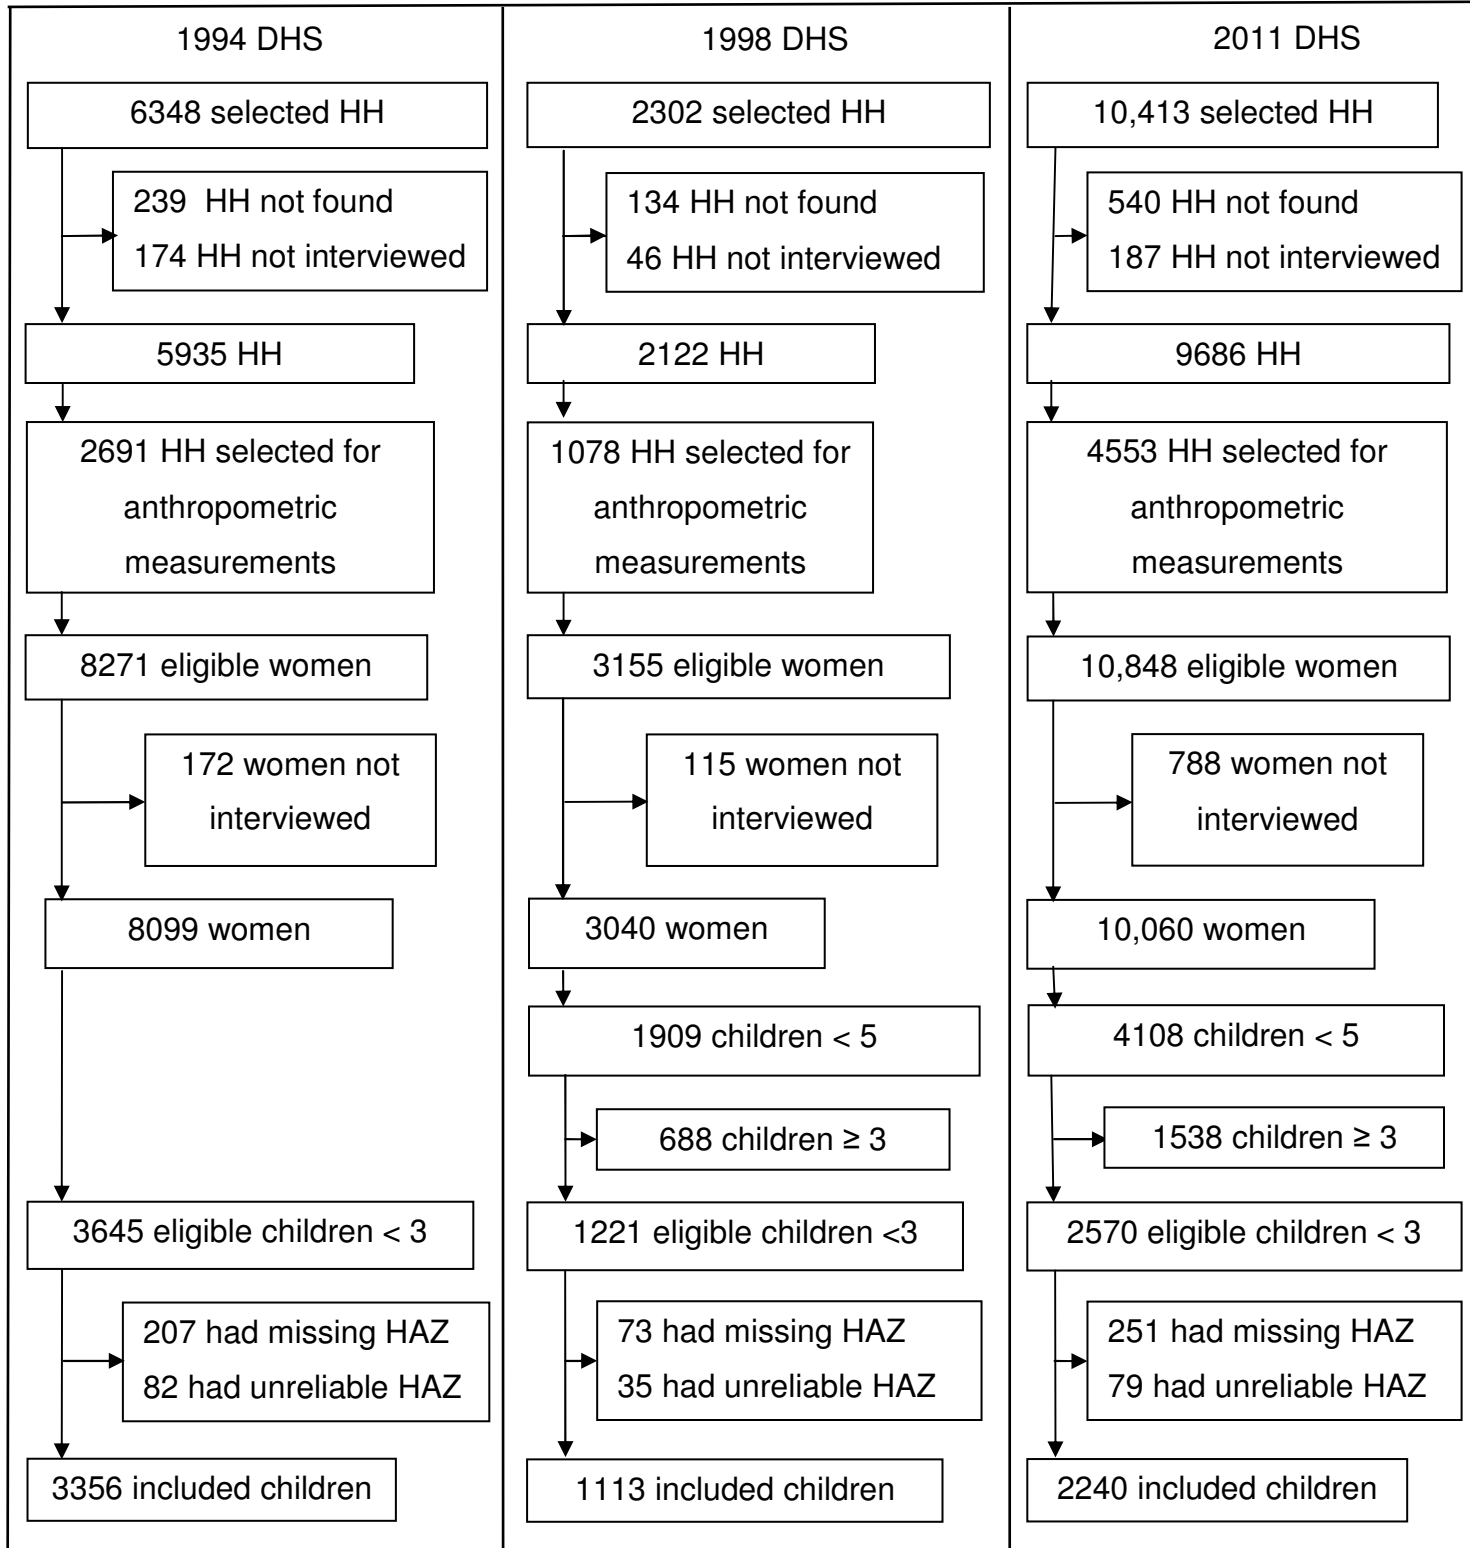 1994 DHS
6348 selected HH
239 HH not found
174 HH not interviewed
5935 HH
2691 HH selected for
anthropometric
measurements
8271 eligible women
172 women not
interviewed
8099 women
3645 eligible children < 3
207 had missing HAZ
82 had unreliable HAZ
3356 included children
1998 DHS
2302 selected HH
134 HH not found
46 HH not interviewed
2122 HH
1078 HH selected for
anthropometric
measurements
3155 eligible women
115 women not
interviewed
3040 women
1909 children < 5
688 children ≥ 3
1221 eligible children <3
73 had missing HAZ
35 had unreliable HAZ
1113 included children
2011 DHS
10,413 selected HH
540 HH not found
187 HH not interviewed
9686 HH
4553 HH selected for
anthropometric
measurements
10,848 eligible women
788 women not
interviewed
10,060 women
4108 children < 5
1538 children ≥ 3
2570 eligible children < 3
251 had missing HAZ
79 had unreliable HAZ
2240 included children